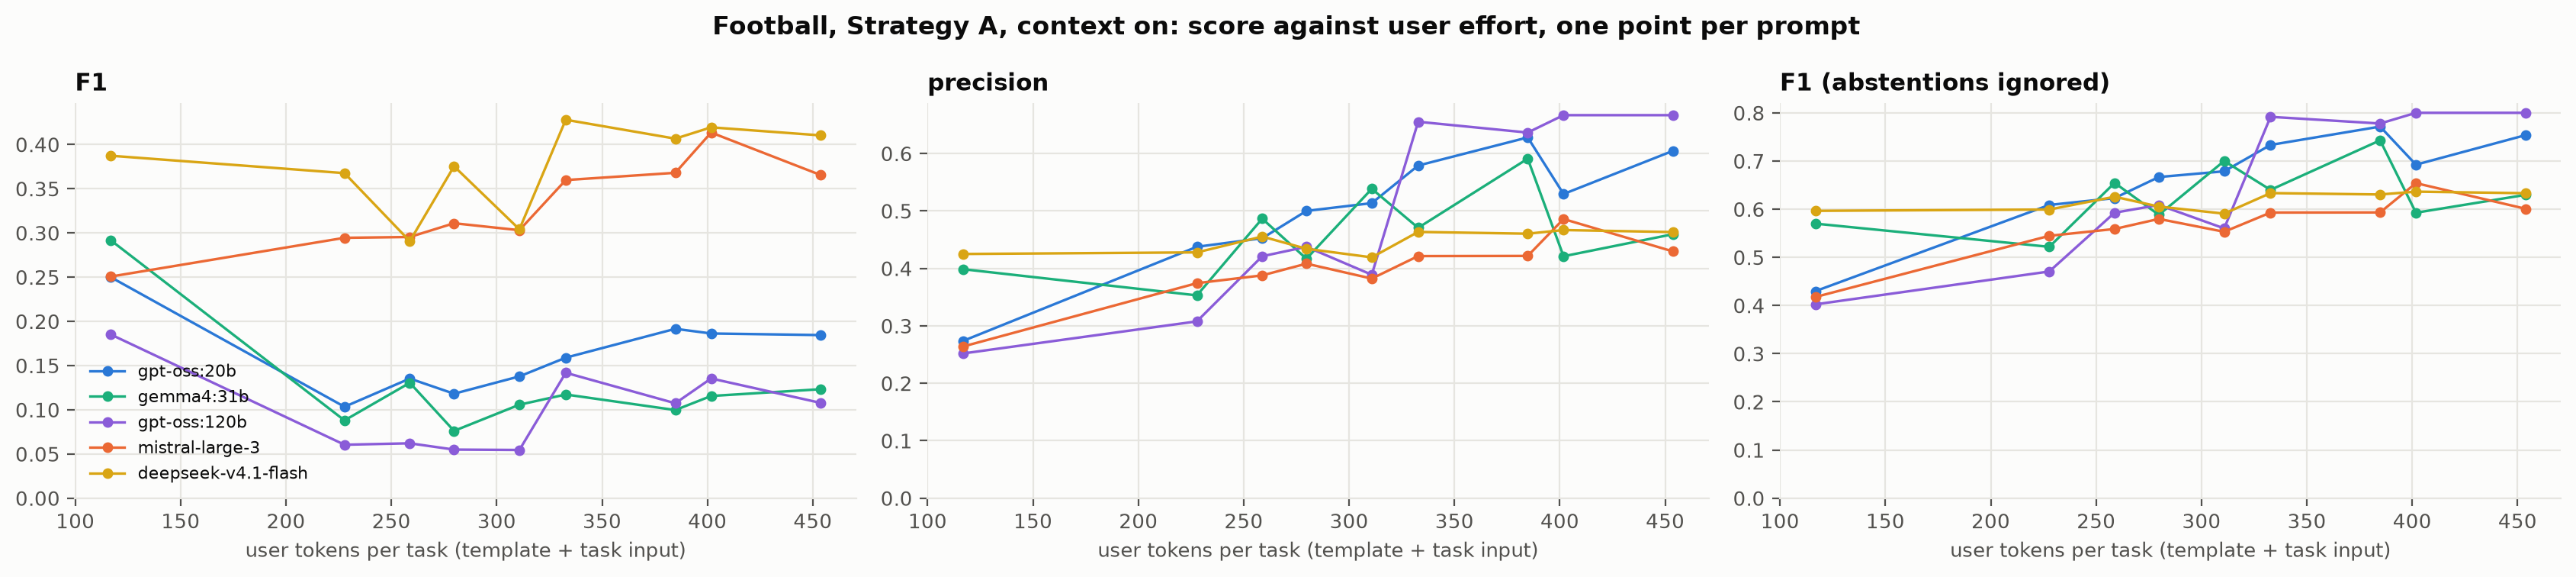 Football, Strategy A, context on: score against user effort, one point per prompt
F1
0.40
0.35
0.30
0.25
0.20
0.15
0.10
0.05
0.00
gpt-oss:20b
gemma4:31b
gpt-oss:120b
mistral-large-3
deepseek-v4.1-flash
100 150 200 250 300 350 400 450
user tokens per task (template + task input)
precision
0.6
0.5
0.4
0.3
0.2
0.1
0.0
100 150 200 250 300 350 400 450
user tokens per task (template + task input)
F1 (abstentions ignored)
0.8
0.7
0.6
0.5
0.4
0.3
0.2
0.1
0.0
100 150 200 250 300 350 400 450
user tokens per task (template + task input)